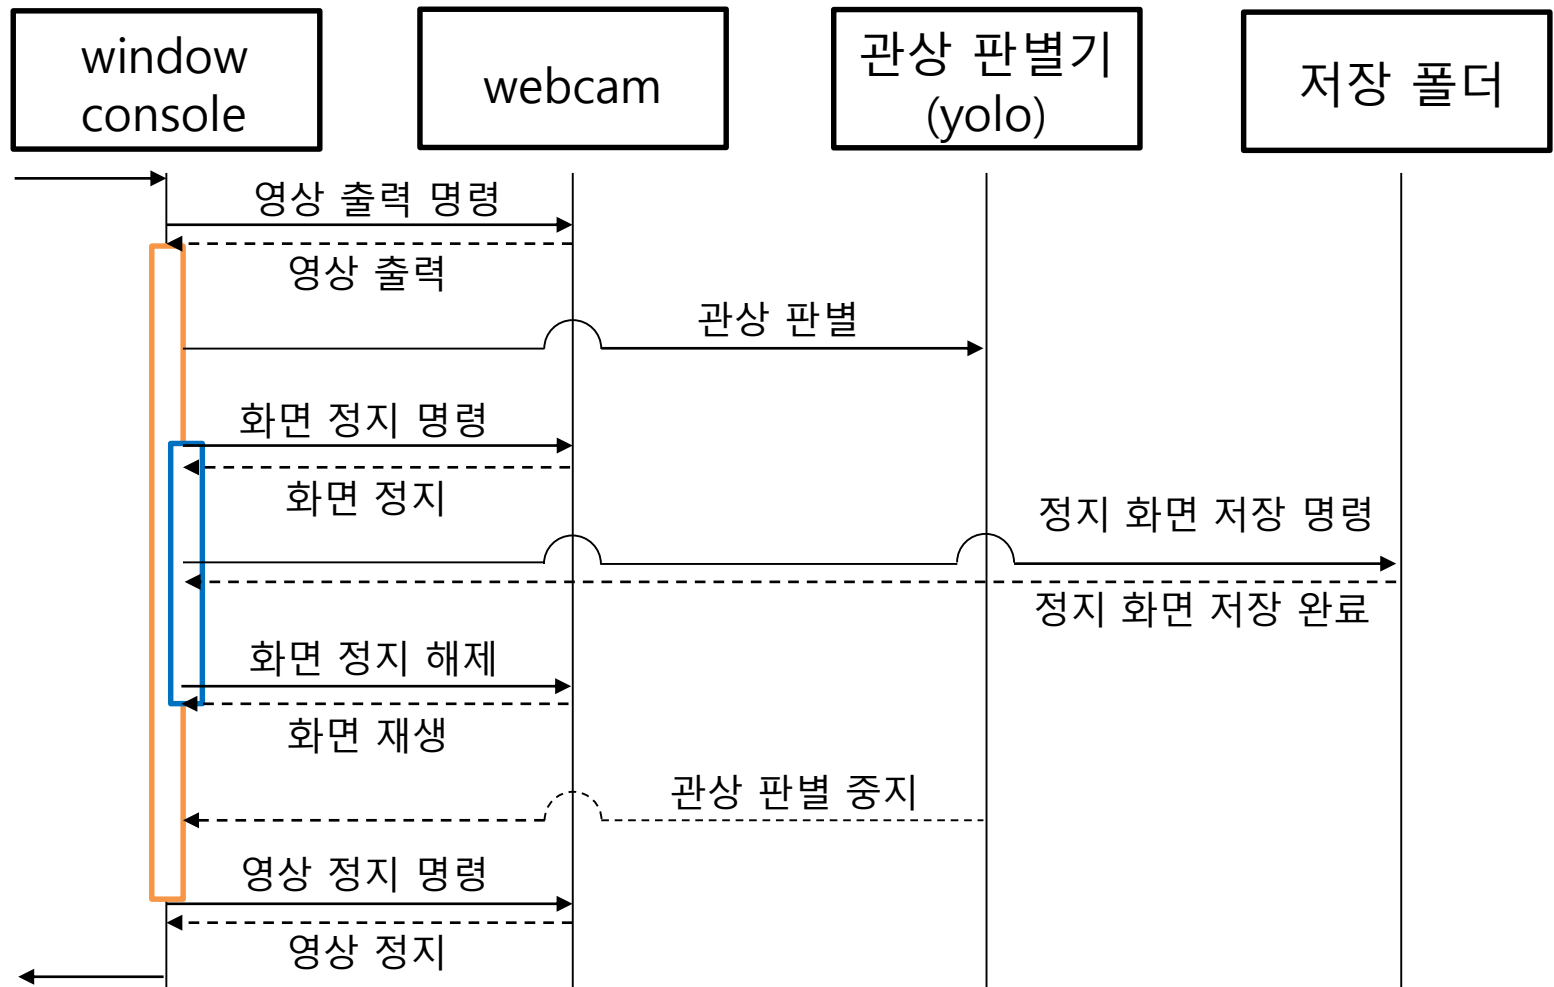 window
console
webcam
관상 판별기
(yolo)
저장 폴더
영상 출력 명령
영상 출력
관상 판별
화면 정지 명령
화면 정지
정지 화면 저장 명령
정지 화면 저장 완료
화면 정지 해제
화면 재생
관상 판별 중지
영상 정지 명령
영상 정지